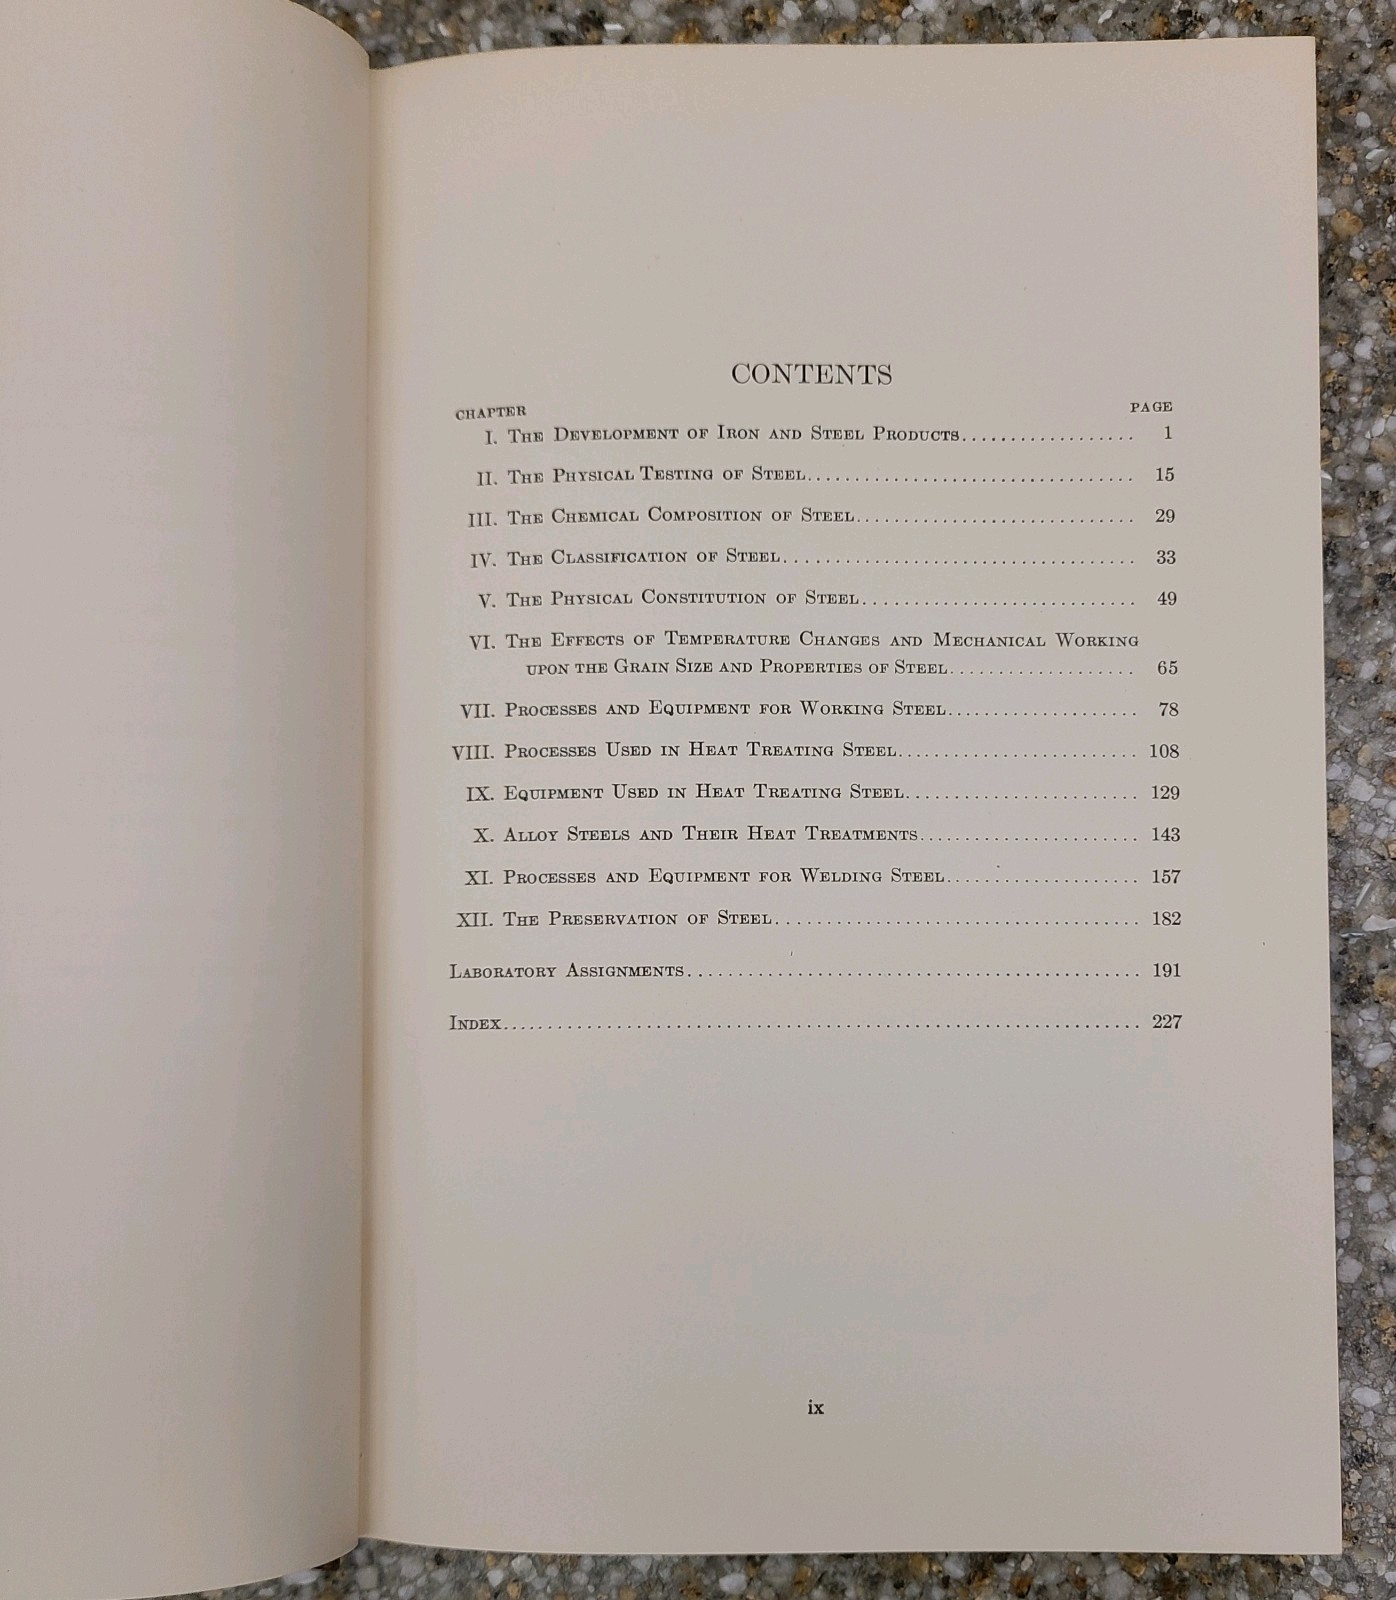 CONTENTS
CHAPTER PAGE
I. The Development of Iron and Steel Products.................. 1
II. The Physical Testing of Steel.................................. 15
III. The Chemical Composition of Steel............................ 29
IV. The Classification of Steel.................................... 33
V. The Physical Constitution of Steel............................ 49
VI. The Effects of Temperature Changes and Mechanical Working
upon the Grain Size and Properties of Steel................... 65
VII. Processes and Equipment for Working Steel.................... 78
VIII. Processes Used in Heat Treating Steel......................... 108
IX. Equipment Used in Heat Treating Steel........................ 129
X. Alloy Steels and Their Heat Treatments....................... 143
XI. Processes and Equipment for Welding Steel.................... 157
XII. The Preservation of Steel...................................... 182
Laboratory Assignments............................................... 191
Index.................................................................. 227
ix